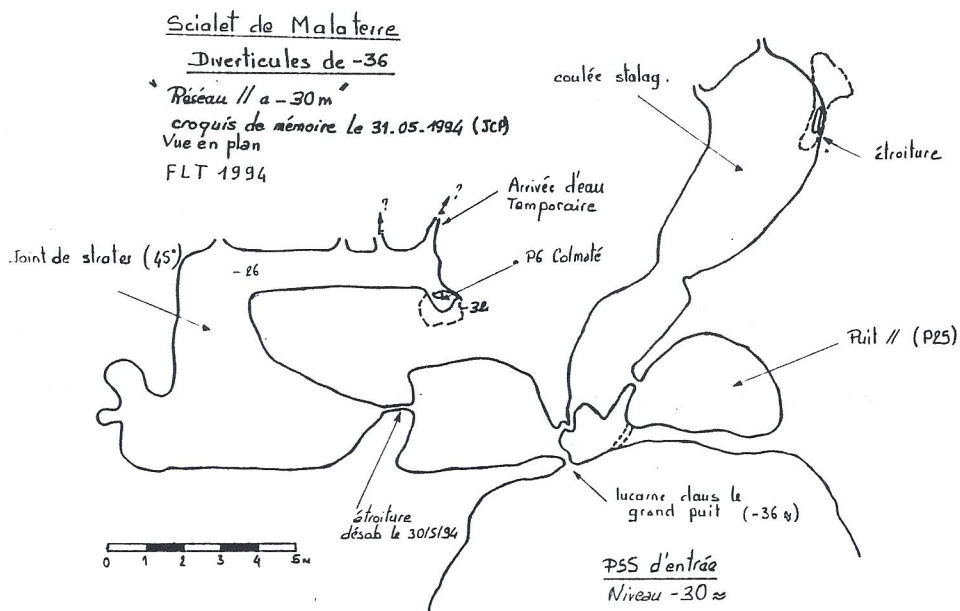 Scialet de Malaterre
Diverticules de -36
" Réseau // a -30m "
croquis de mémoire le 31.05-1994 (JCP)
Vue en plan
FLT 1994
coulée stalag.
étroiture
?
?
Arrivée d'eau
Temporaire
Joint de strates (45°)
-26
P6 Colmaté
-32
Puit // (P25)
étroiture
désob le 30/5/94
lucarne dans le
grand puit (-36 ≈)
0 1 2 3 4 5m
P55 d'entrée
Niveau -30 ≈